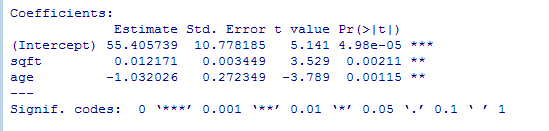 Coefficients:
Estimate Std. Error t value Pr(>|t|)
(Intercept) 55.405739 10.778185 5.141 4.98e-05 ***
sqft 0.012171 0.003449 3.529 0.00211 **
age -1.032026 0.272349 -3.789 0.00115 **
---
Signif. codes: 0 ‘***’ 0.001 ‘**’ 0.01 ‘*’ 0.05 ‘.’ 0.1 ‘ ’ 1